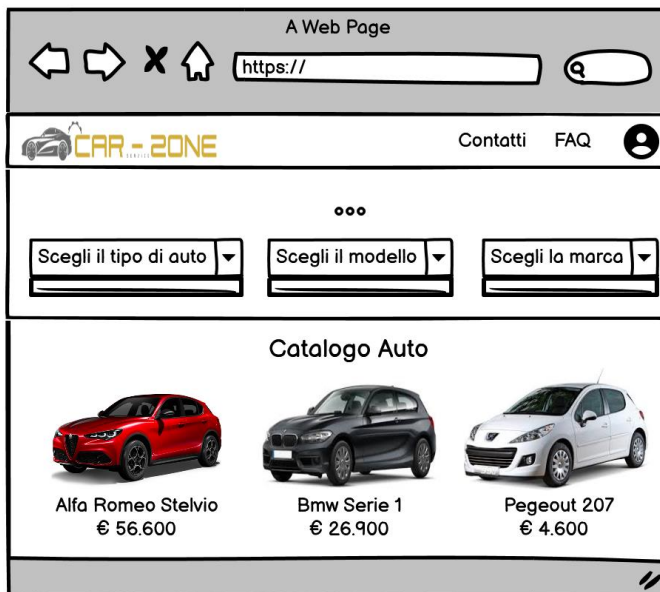 A Web Page
https://
CAR - ZONE
SERVICE
Contatti FAQ
Scegli il tipo di auto Scegli il modello Scegli la marca
Catalogo Auto
Alfa Romeo Stelvio Bmw Serie 1 Pegeout 207
€ 56.600 € 26.900 € 4.600